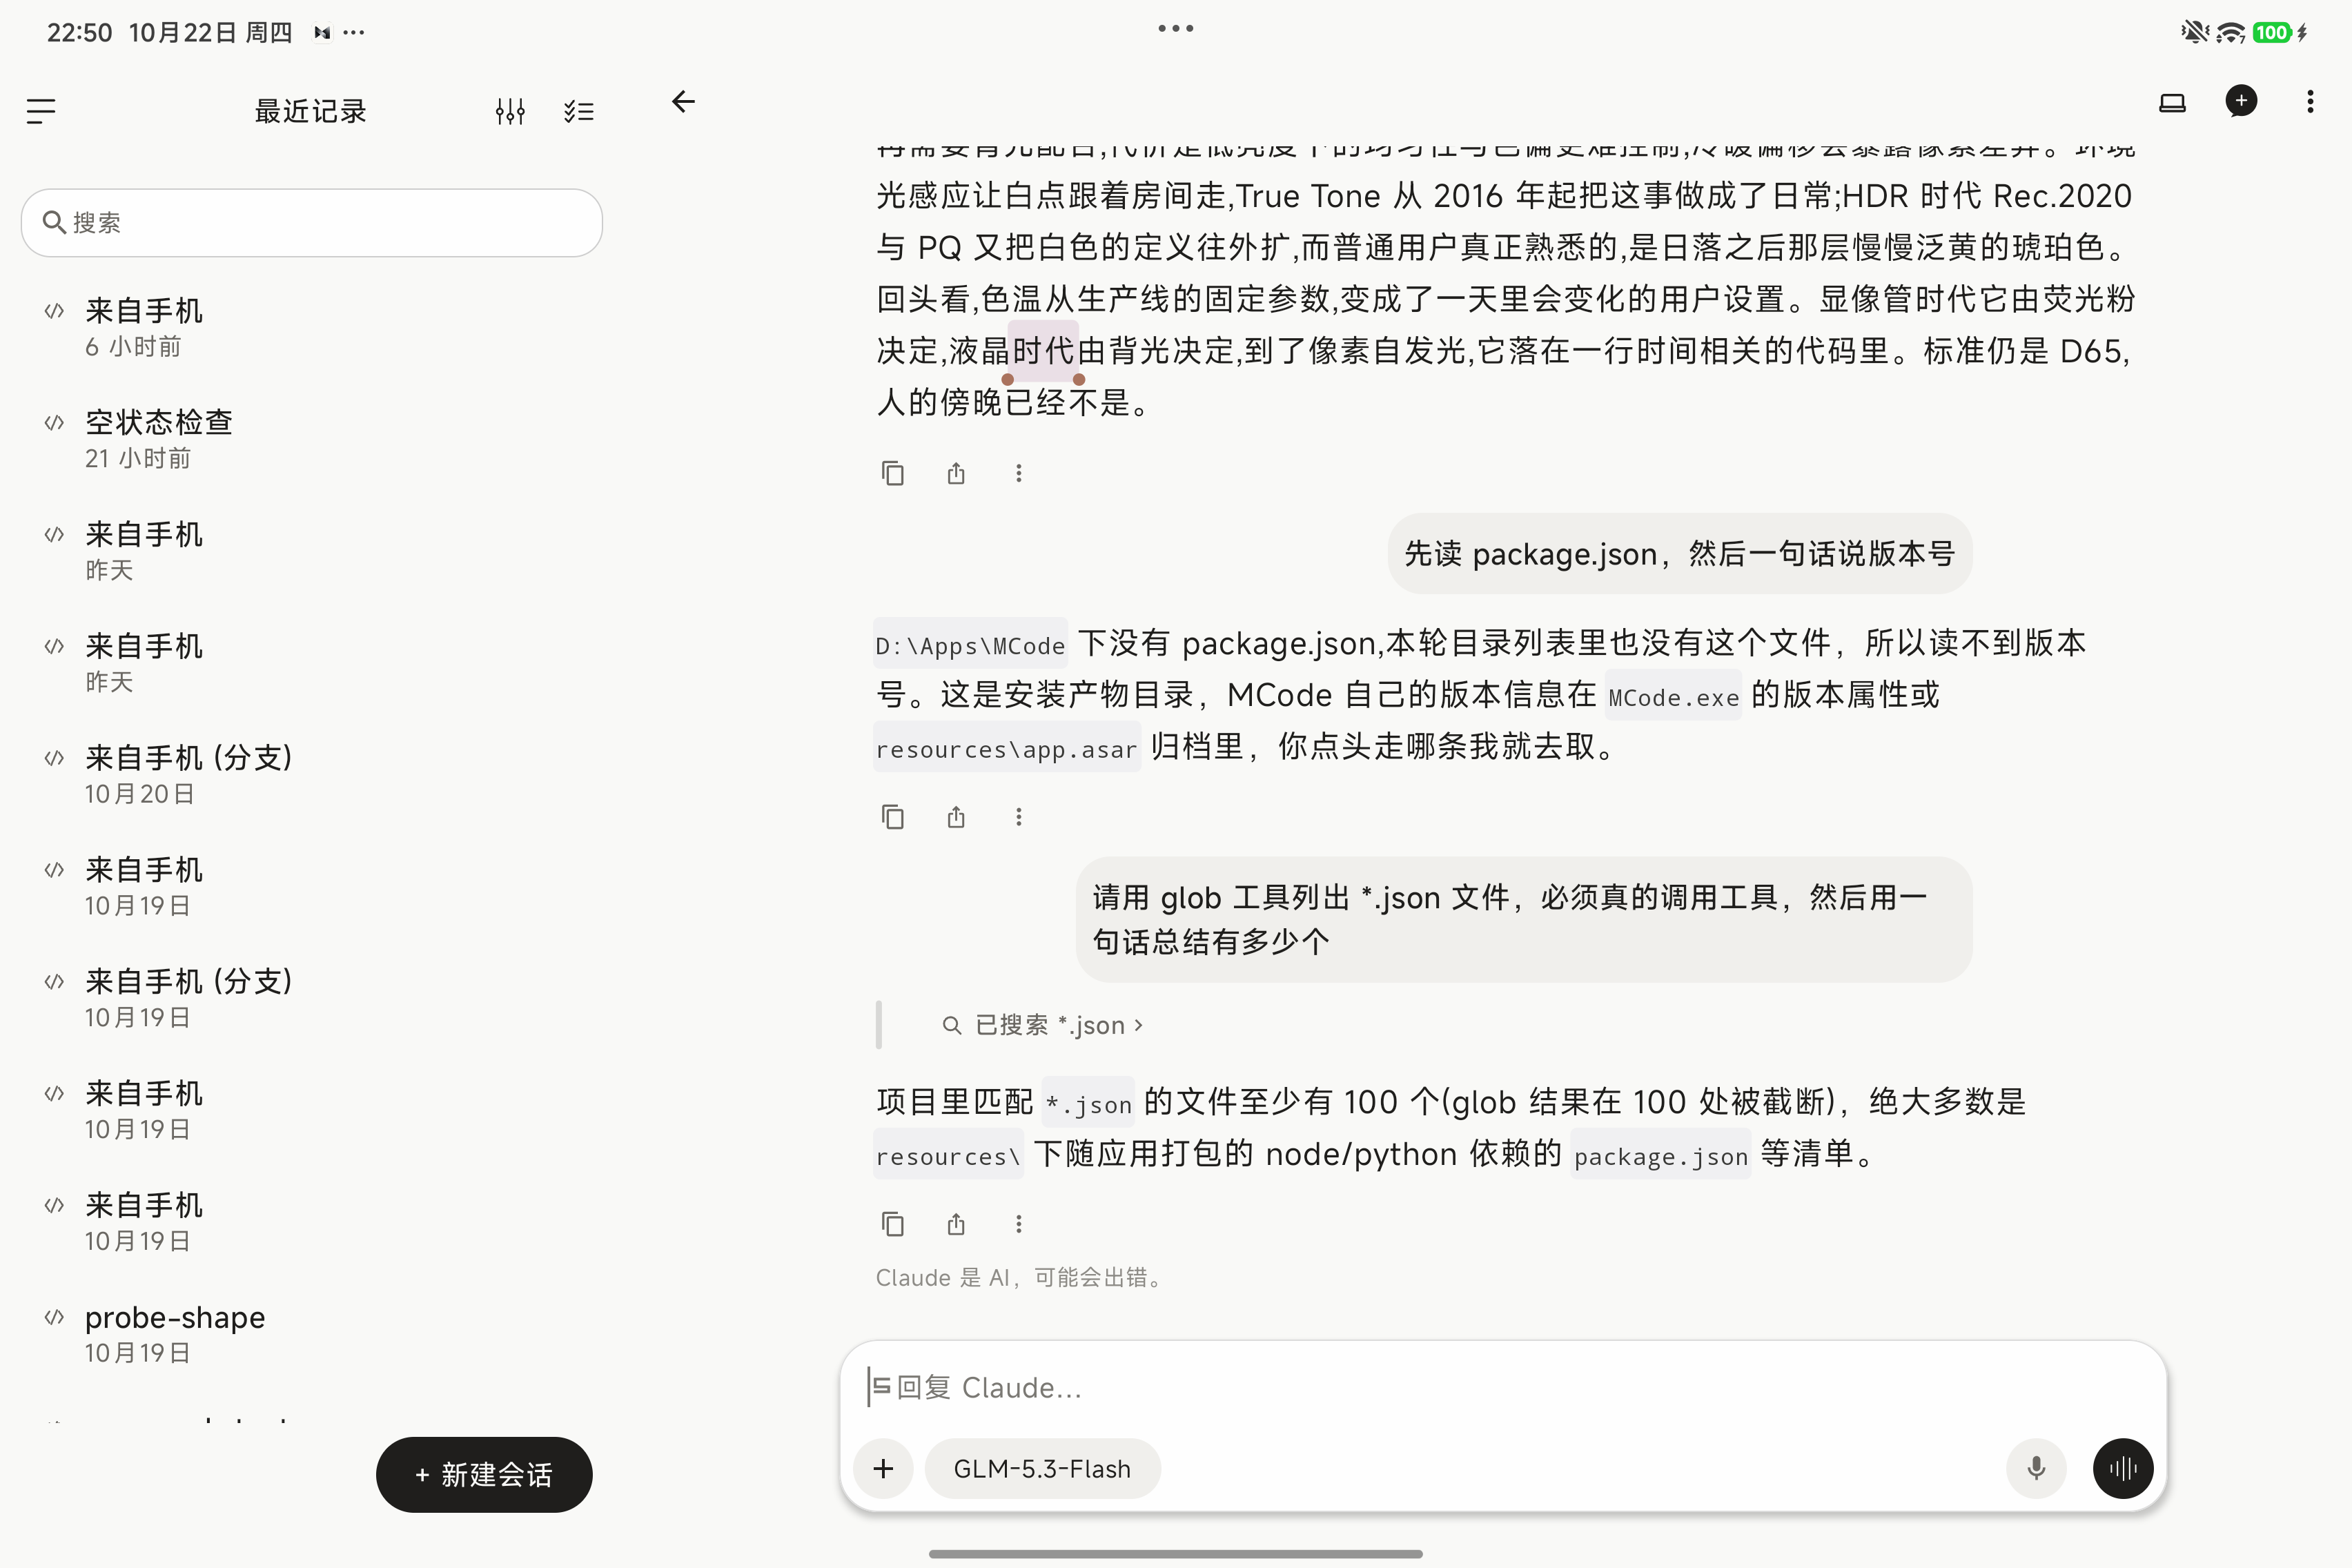 22:50 10月22日 周四
100
最近记录
搜索
来自手机
6 小时前
空状态检查
21 小时前
来自手机
昨天
来自手机
昨天
来自手机 (分支)
10月20日
来自手机
10月19日
来自手机 (分支)
10月19日
来自手机
10月19日
来自手机
10月19日
probe-shape
10月19日
+ 新建会话
光感应让白点跟着房间走,True Tone 从 2016 年起把这事做成了日常;HDR 时代 Rec.2020
与 PQ 又把白色的定义往外扩,而普通用户真正熟悉的,是日落之后那层慢慢泛黄的琥珀色。
回头看,色温从生产线的固定参数,变成了一天里会变化的用户设置。显像管时代它由荧光粉
决定,液晶时代由背光决定,到了像素自发光,它落在一行时间相关的代码里。标准仍是 D65,
人的傍晚已经不是。
先读 package.json，然后一句话说版本号
D:\Apps\MCode 下没有 package.json,本轮目录列表里也没有这个文件，所以读不到版本
号。这是安装产物目录，MCode 自己的版本信息在 MCode.exe 的版本属性或
resources\app.asar 归档里，你点头走哪条我就去取。
请用 glob 工具列出 *.json 文件，必须真的调用工具，然后用一
句话总结有多少个
已搜索 *.json
项目里匹配 *.json 的文件至少有 100 个(glob 结果在 100 处被截断)，绝大多数是
resources\ 下随应用打包的 node/python 依赖的 package.json 等清单。
Claude 是 AI，可能会出错。
回复 Claude...
GLM-5.3-Flash